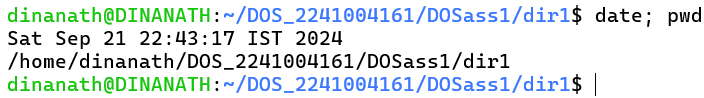 dinanath@DINANATH:~/DOS_2241004161/DOSass1/dir1$ date; pwd
Sat Sep 21 22:43:17 IST 2024
/home/dinanath/DOS_2241004161/DOSass1/dir1
dinanath@DINANATH:~/DOS_2241004161/DOSass1/dir1$